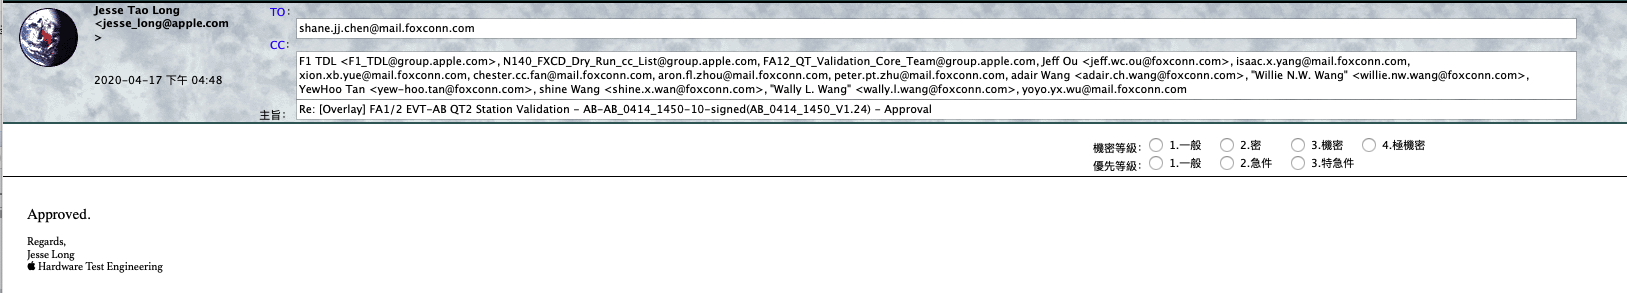 Jesse Tao Long
<jesse_long@apple.com
>
2020-04-17 下午 04:48
TO:
shane.jj.chen@mail.foxconn.com
CC:
F1 TDL <F1_TDL@group.apple.com>, N140_FXCD_Dry_Run_cc_List@group.apple.com, FA12_QT_Validation_Core_Team@group.apple.com, Jeff Ou <jeff.wc.ou@foxconn.com>, isaac.x.yang@mail.foxconn.com,
xion.xb.yue@mail.foxconn.com, chester.cc.fan@mail.foxconn.com, aron.fl.zhou@mail.foxconn.com, peter.pt.zhu@mail.foxconn.com, adair Wang <adair.ch.wang@foxconn.com>, "Willie N.W. Wang" <willie.nw.wang@foxconn.com>,
YewHoo Tan <yew-hoo.tan@foxconn.com>, shine Wang <shine.x.wan@foxconn.com>, "Wally L. Wang" <wally.l.wang@foxconn.com>, yoyo.yx.wu@mail.foxconn.com
主旨:
Re: [Overlay] FA1/2 EVT-AB QT2 Station Validation - AB-AB_0414_1450-10-signed(AB_0414_1450_V1.24) - Approval
機密等級: 1.一般 2.密 3.機密 4.極機密
優先等級: 1.一般 2.急件 3.特急件
Approved.
Regards,
Jesse Long
Hardware Test Engineering